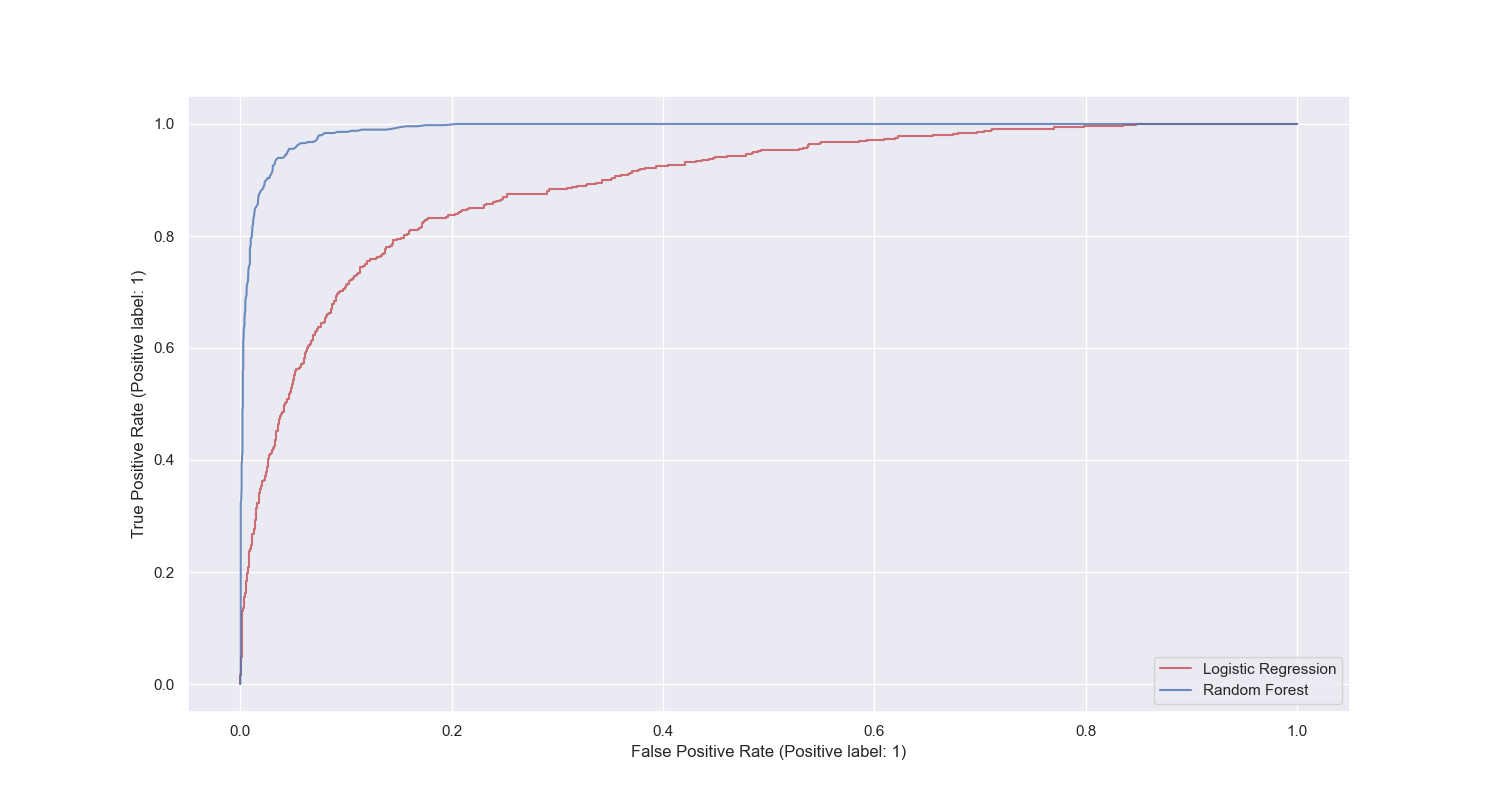 1.0
0.8
0.6
0.4
0.2
0.0
True Positive Rate (Positive label: 1)
0.0 0.2 0.4 0.6 0.8 1.0
False Positive Rate (Positive label: 1)
Logistic Regression
Random Forest